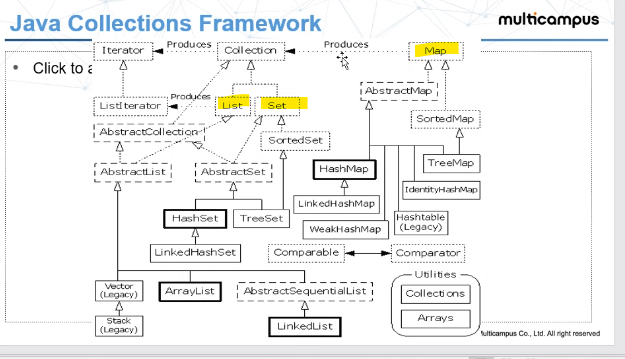 Java Collections Framework
multicampus
Iterator
Produces
Collection
Produces
Map
Click to a
ListIterator
Produces
List
Set
AbstractMap
SortedMap
AbstractCollection
SortedSet
AbstractList
AbstractSet
HashMap
TreeMap
IdentityHashMap
LinkedHashMap
HashSet
TreeSet
WeakHashMap
Hashtable
(Legacy)
LinkedHashSet
Comparable
Comparator
Utilities
Vector
(Legacy)
ArrayList
AbstractSequentialList
Collections
Arrays
Stack
(Legacy)
LinkedList
Multicampus Co., Ltd. All right reserved